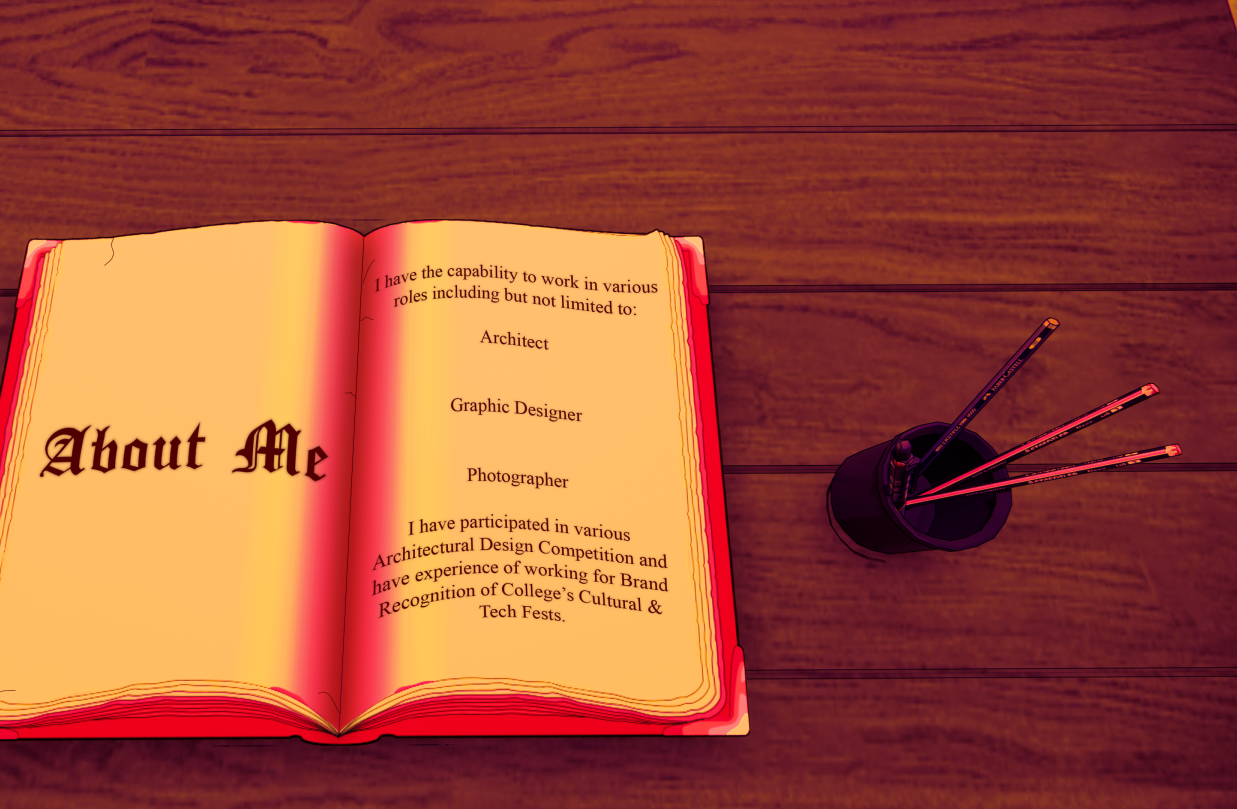 About Me
I have the capability to work in various
roles including but not limited to:
Architect
Graphic Designer
Photographer
I have participated in various
Architectural Design Competition and
have experience of working for Brand
Recognition of College's Cultural &
Tech Fests.